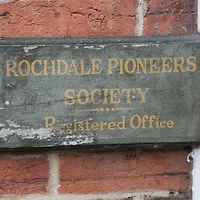 ROCHDALE PIONEERS
SOCIETY
Registered Office